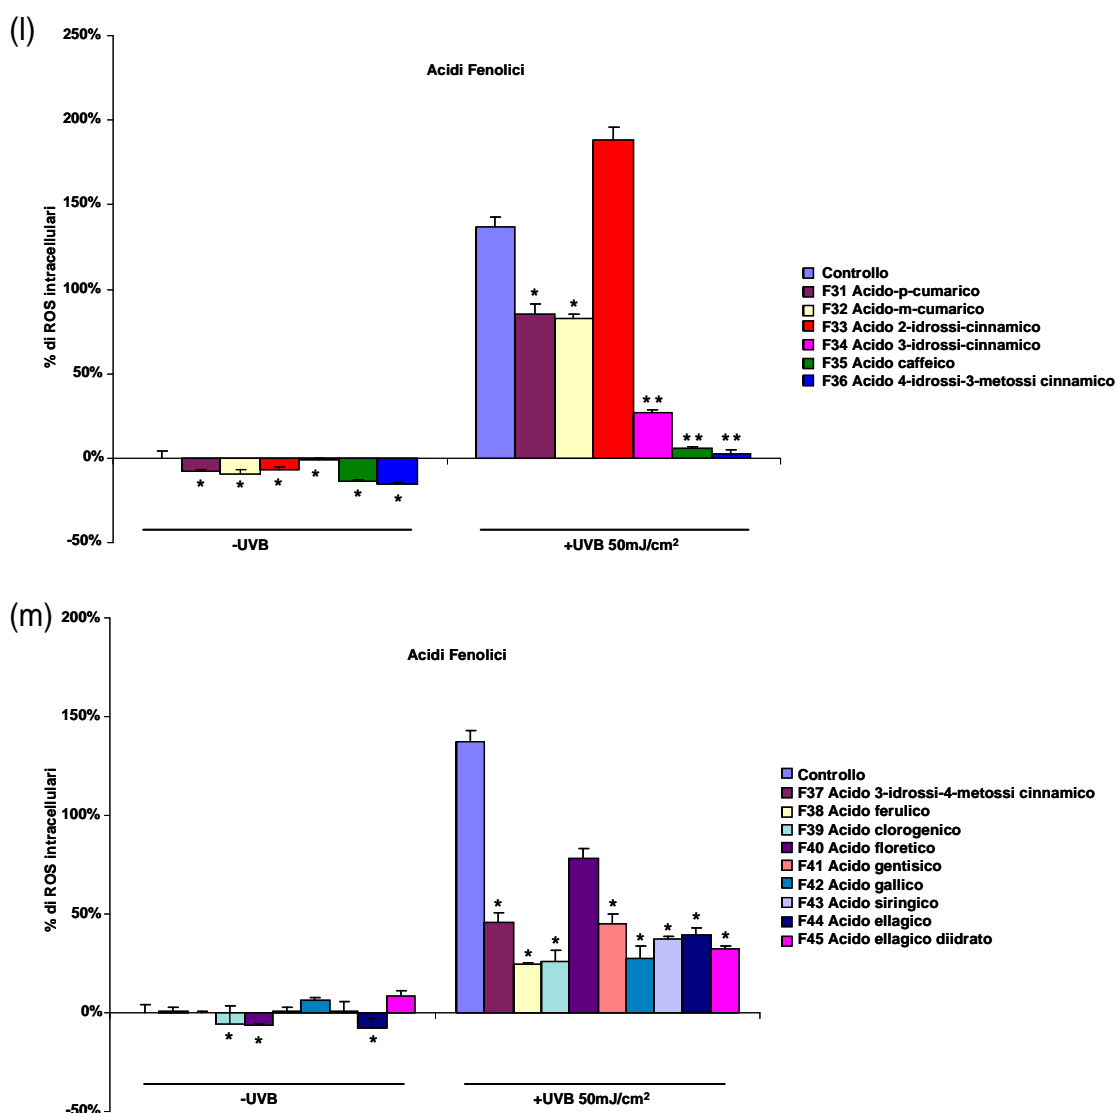 (l)
250%
Acidi Fenolici
200%
150%
100%
50%
0%
-50%
% di ROS intracellulari
* * * * * *
* * ** ** **
-UVB
+UVB 50mJ/cm²
Controllo
F31 Acido-p-cumarico
F32 Acido-m-cumarico
F33 Acido 2-idrossi-cinnamico
F34 Acido 3-idrossi-cinnamico
F35 Acido caffeico
F36 Acido 4-idrossi-3-metossi cinnamico
(m)
200%
Acidi Fenolici
150%
100%
50%
0%
-50%
% di ROS intracellulari
* * *
* * * * * * * *
-UVB
+UVB 50mJ/cm²
Controllo
F37 Acido 3-idrossi-4-metossi cinnamico
F38 Acido ferulico
F39 Acido clorogenico
F40 Acido floretico
F41 Acido gentisico
F42 Acido gallico
F43 Acido siringico
F44 Acido ellagico
F45 Acido ellagico diidrato